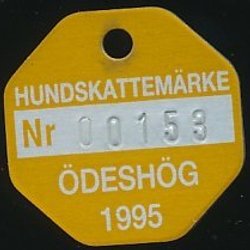 HUNDSKATTEMÄRKE
Nr 00153
ÖDESHÖG
1995